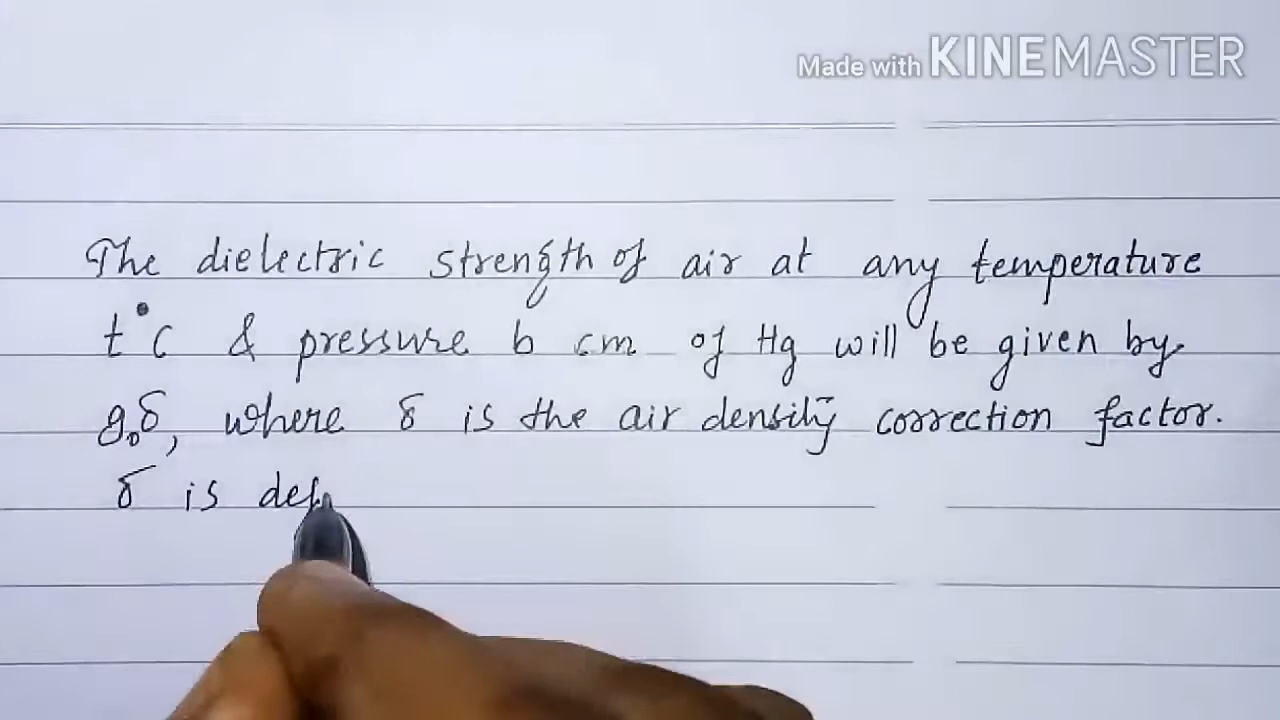 Made with KINEMASTER
The dielectric strength of air at any temperature
t°c & pressure b cm of Hg will be given by
g₀δ, where δ is the air density correction factor.
δ is def